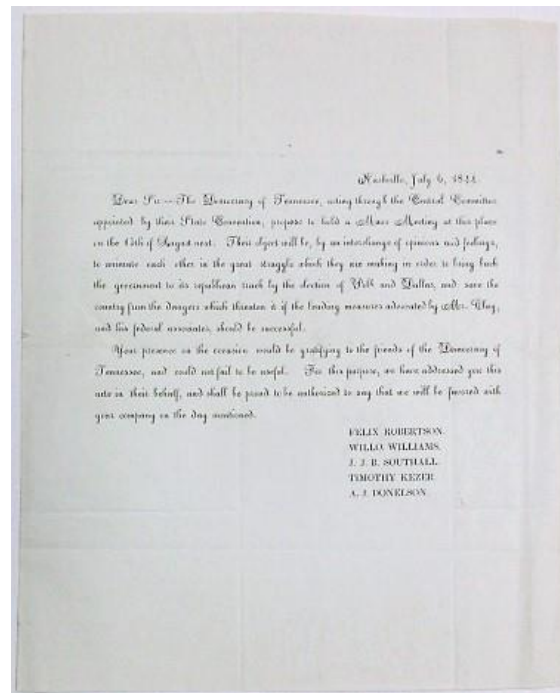 Nashville, July 6, 1844.
Dear Sir:—The Democracy of Tennessee, acting through the Central Committee
appointed by their State Convention, propose to hold a Mass Meeting at this place
on the 15th of August next. Their object will be, by an interchange of opinions and feelings,
to animate each other in the great struggle which they are making in order to bring back
the government to its republican track by the election of Polk and Dallas, and save the
country from the dangers which threaten it if the leading measures advocated by Mr. Clay,
and his federal associates, should be successful.
Your presence on the occasion would be gratifying to the friends of the Democracy of
Tennessee, and could not fail to be useful. For this purpose, we have addressed you this
note in their behalf, and shall be proud to be authorized to say that we will be favored with
your company on the day mentioned.
FELIX ROBERTSON.
WILLO. WILLIAMS.
J. J. B. SOUTHALL.
TIMOTHY KEZER.
A. J. DONELSON.